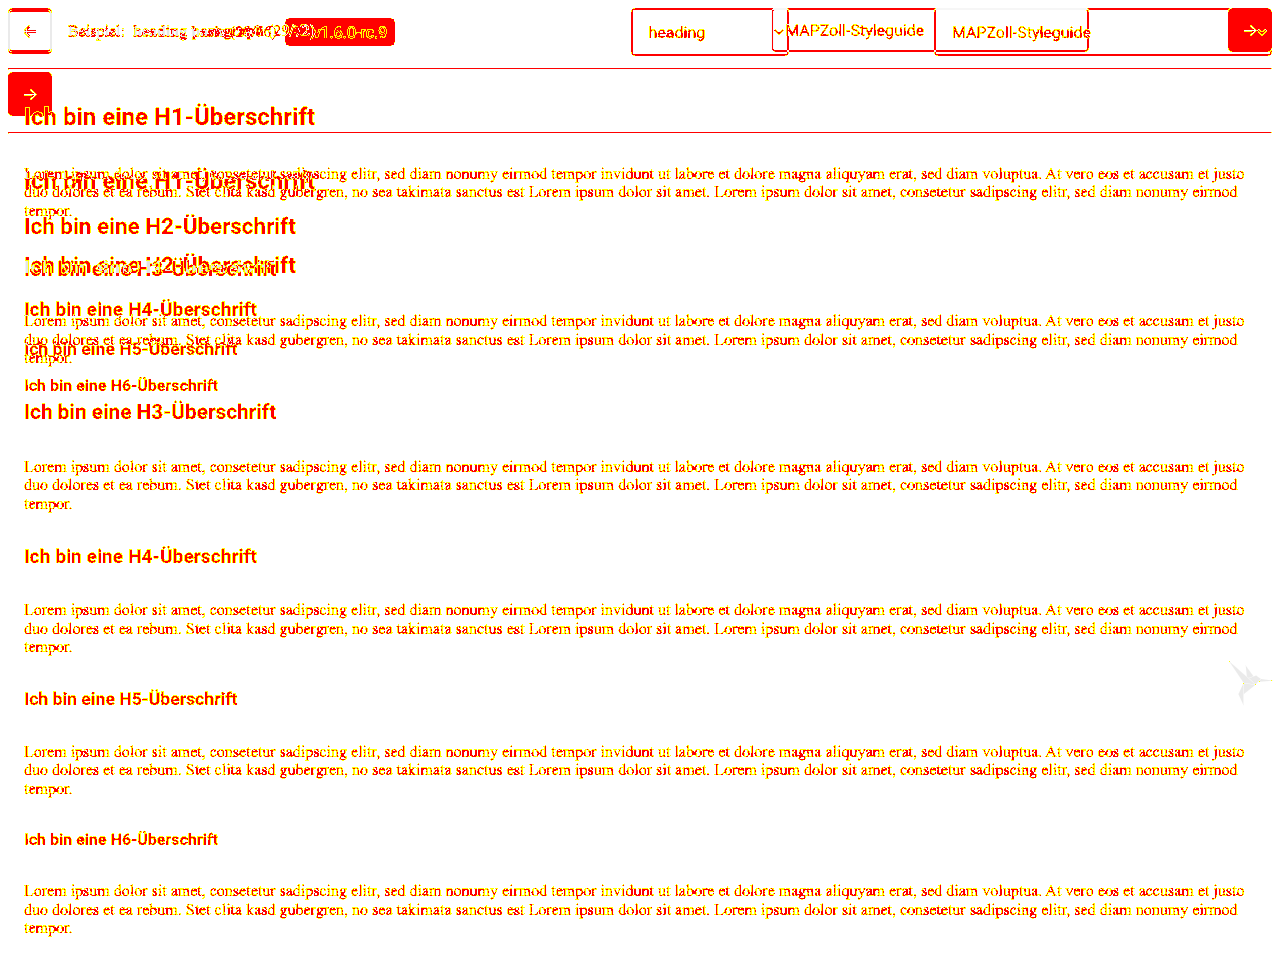 heading
MAPZoll-Styleguide
MAPZoll-Styleguide
Ich bin eine H1-Überschrift
Lorem ipsum dolor sit amet, consetetur sadipscing elitr, sed diam nonumy eirmod tempor invidunt ut labore et dolore magna aliquyam erat, sed diam voluptua. At vero eos et accusam et justo
Ich bin eine H1-Überschrift
duo dolores et ea rebum. Stet clita kasd gubergren, no sea takimata sanctus est Lorem ipsum dolor sit amet. Lorem ipsum dolor sit amet, consetetur sadipscing elitr, sed diam nonumy eirmod
tempor.
Ich bin eine H2-Überschrift
Ich bin eine H2-Überschrift
Ich bin eine H3-Überschrift
Ich bin eine H4-Überschrift
Lorem ipsum dolor sit amet, consetetur sadipscing elitr, sed diam nonumy eirmod tempor invidunt ut labore et dolore magna aliquyam erat, sed diam voluptua. At vero eos et accusam et justo
duo dolores et ea rebum. Stet clita kasd gubergren, no sea takimata sanctus est Lorem ipsum dolor sit amet. Lorem ipsum dolor sit amet, consetetur sadipscing elitr, sed diam nonumy eirmod
Ich bin eine H5-Überschrift
tempor.
Ich bin eine H6-Überschrift
Ich bin eine H3-Überschrift
Lorem ipsum dolor sit amet, consetetur sadipscing elitr, sed diam nonumy eirmod tempor invidunt ut labore et dolore magna aliquyam erat, sed diam voluptua. At vero eos et accusam et justo
duo dolores et ea rebum. Stet clita kasd gubergren, no sea takimata sanctus est Lorem ipsum dolor sit amet. Lorem ipsum dolor sit amet, consetetur sadipscing elitr, sed diam nonumy eirmod
tempor.
Ich bin eine H4-Überschrift
Lorem ipsum dolor sit amet, consetetur sadipscing elitr, sed diam nonumy eirmod tempor invidunt ut labore et dolore magna aliquyam erat, sed diam voluptua. At vero eos et accusam et justo
duo dolores et ea rebum. Stet clita kasd gubergren, no sea takimata sanctus est Lorem ipsum dolor sit amet. Lorem ipsum dolor sit amet, consetetur sadipscing elitr, sed diam nonumy eirmod
tempor.
Ich bin eine H5-Überschrift
Lorem ipsum dolor sit amet, consetetur sadipscing elitr, sed diam nonumy eirmod tempor invidunt ut labore et dolore magna aliquyam erat, sed diam voluptua. At vero eos et accusam et justo
duo dolores et ea rebum. Stet clita kasd gubergren, no sea takimata sanctus est Lorem ipsum dolor sit amet. Lorem ipsum dolor sit amet, consetetur sadipscing elitr, sed diam nonumy eirmod
tempor.
Ich bin eine H6-Überschrift
Lorem ipsum dolor sit amet, consetetur sadipscing elitr, sed diam nonumy eirmod tempor invidunt ut labore et dolore magna aliquyam erat, sed diam voluptua. At vero eos et accusam et justo
duo dolores et ea rebum. Stet clita kasd gubergren, no sea takimata sanctus est Lorem ipsum dolor sit amet. Lorem ipsum dolor sit amet, consetetur sadipscing elitr, sed diam nonumy eirmod
tempor.